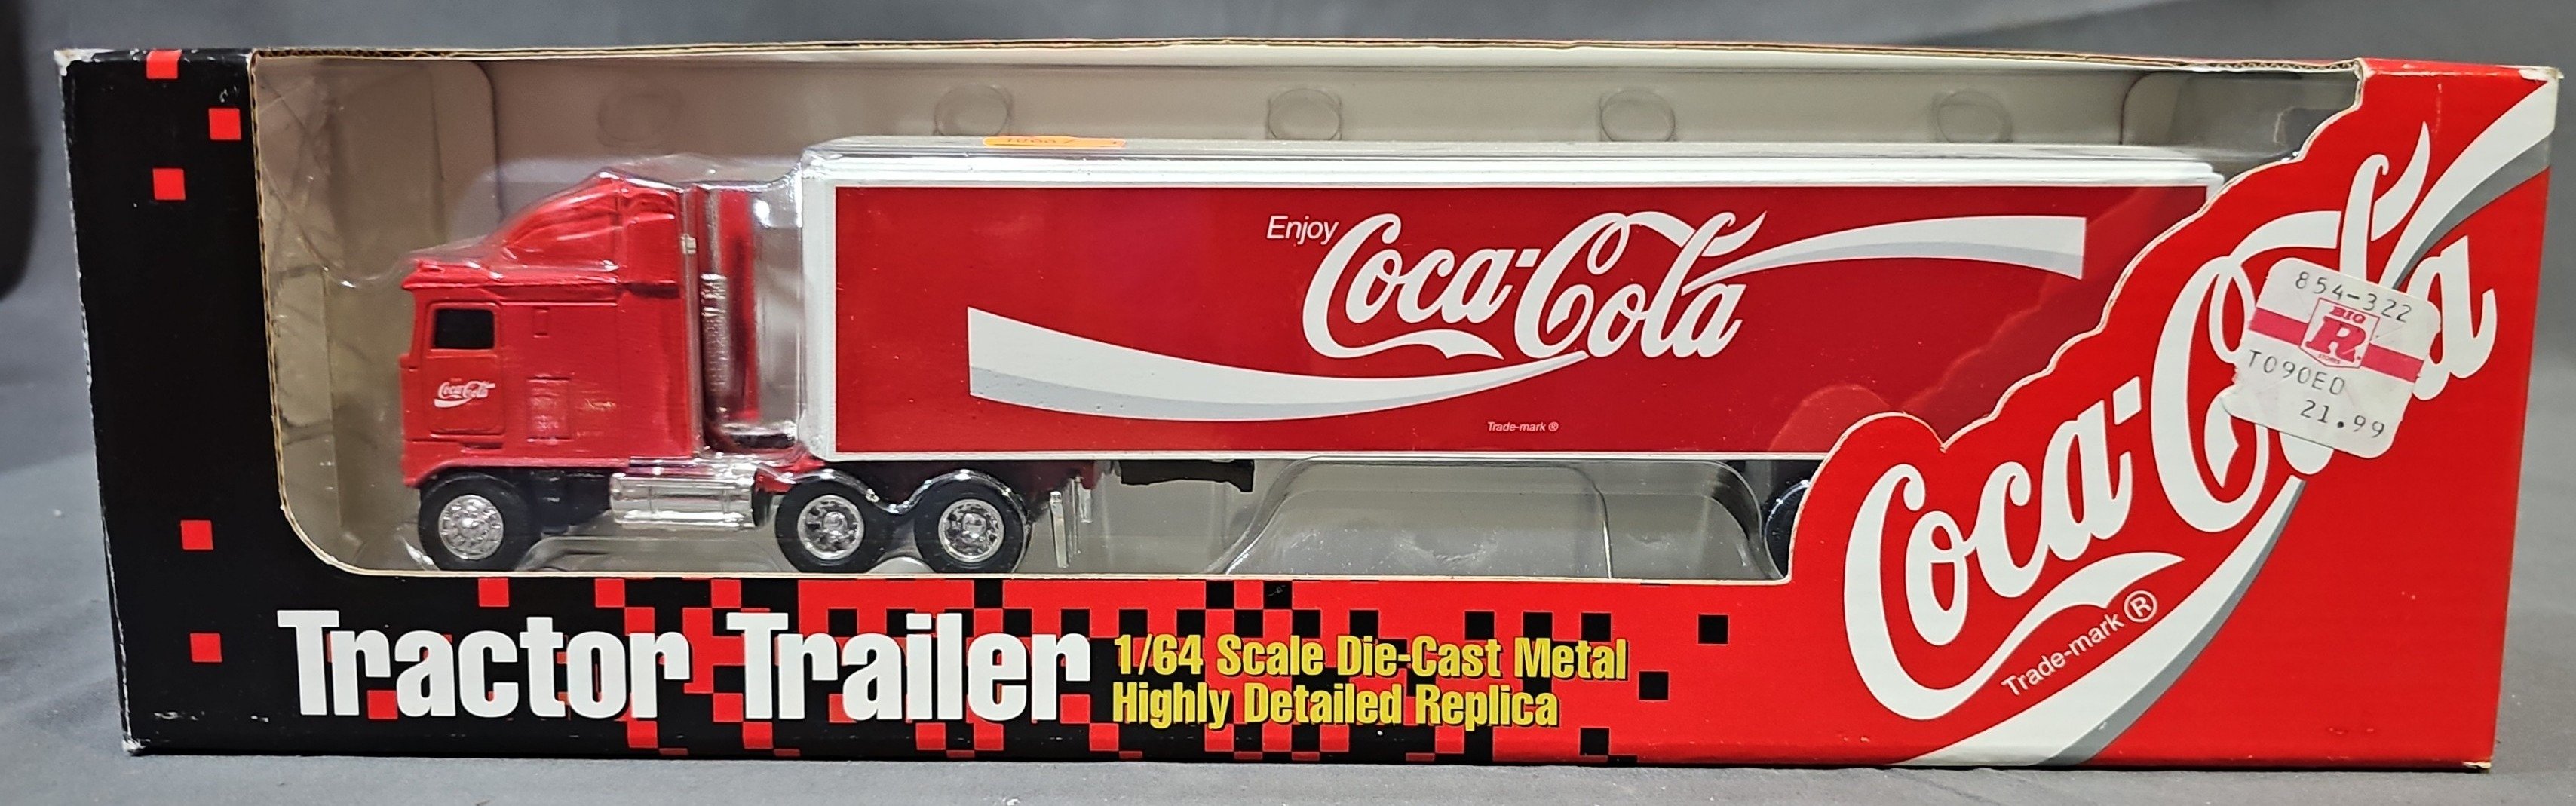 Enjoy
Coca-Cola
Trade-mark ®
Coca-Cola
Coca-Cola
Trade-mark ®
854-322
BIG
R
STORES
T090E0
21.99
Tractor Trailer
1/64 Scale Die-Cast Metal
Highly Detailed Replica